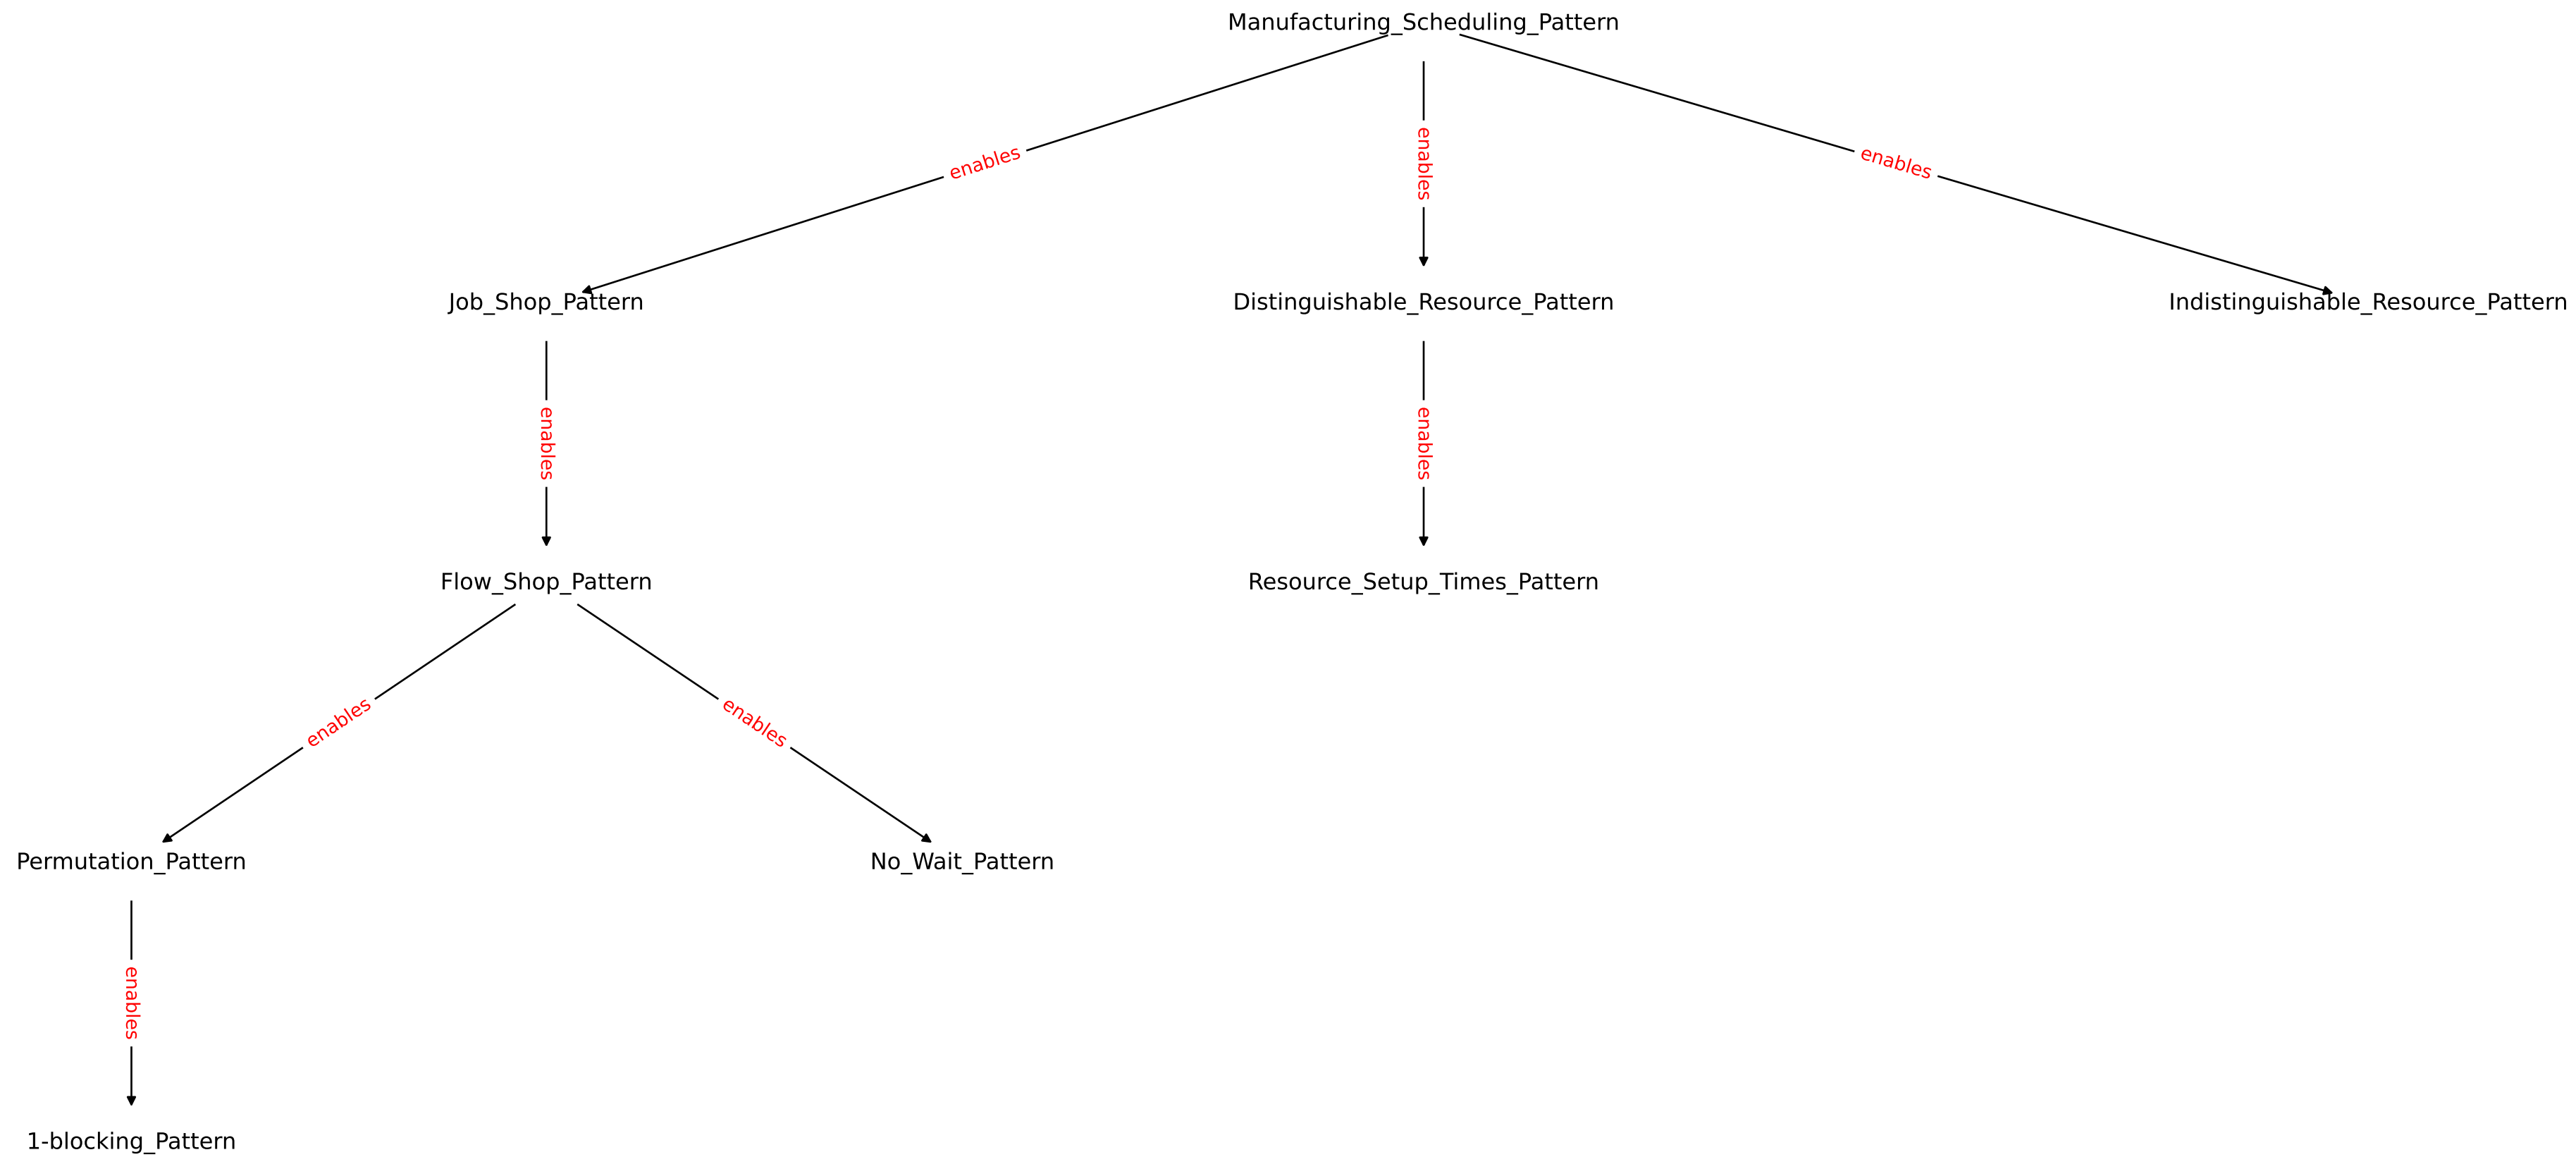 Manufacturing_Scheduling_Pattern
enables
enables
enables
Job_Shop_Pattern
Distinguishable_Resource_Pattern
Indistinguishable_Resource_Pattern
enables
enables
Flow_Shop_Pattern
Resource_Setup_Times_Pattern
enables
enables
Permutation_Pattern
No_Wait_Pattern
enables
1-blocking_Pattern